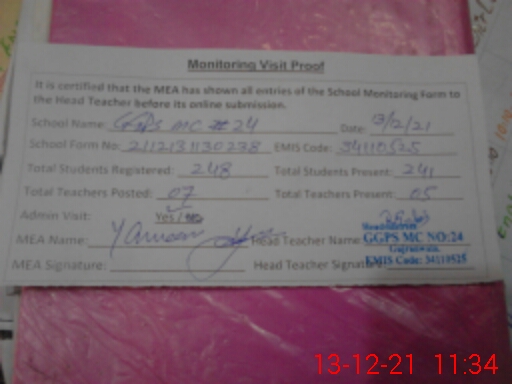 Monitoring Visit Proof
It is certified that the MEA has shown all entries of the School Monitoring Form to
the Head Teacher before its online submission.
School Name: GGPS MC # 24 Date: 13/12/21
School Form No: EMIS Code: 34110525
Total Students Registered: 248 Total Students Present: 241
Total Teachers Posted: 07 Total Teachers Present: 05
Admin Visit: Yes / No
MEA Name: Head Teacher Name:
Headmistress
GGPS MC NO:24
Gujranwala.
EMIS Code: 34110525
MEA Signature: Head Teacher Signature:
13-12-21 11:34